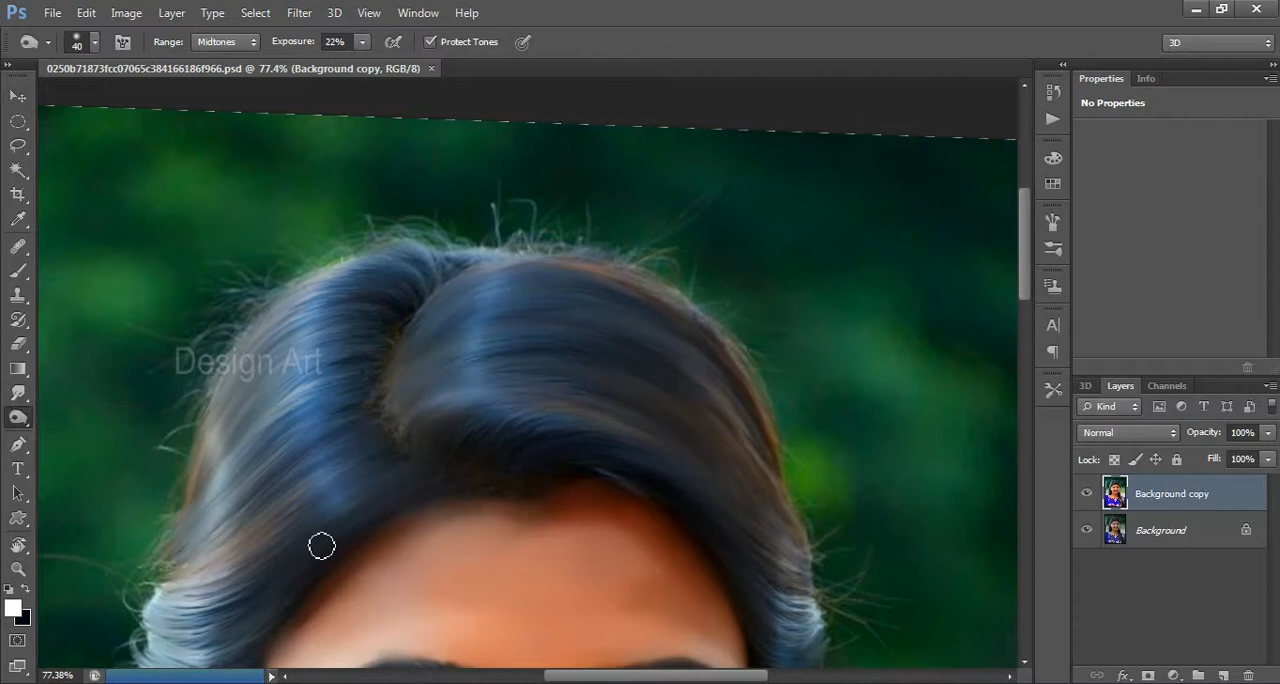 Ps File Edit Image Layer Type Select Filter 3D View Window Help
40 Range: Midtones Exposure: 22% Protect Tones 3D
0250b71873fcc07065c384166186f966.psd @ 77.4% (Background copy, RGB/8) ×
Properties Info
No Properties
Design Art
3D Layers Channels
Kind
Normal Opacity: 100%
Lock: Fill: 100%
Background copy
Background
77.38%